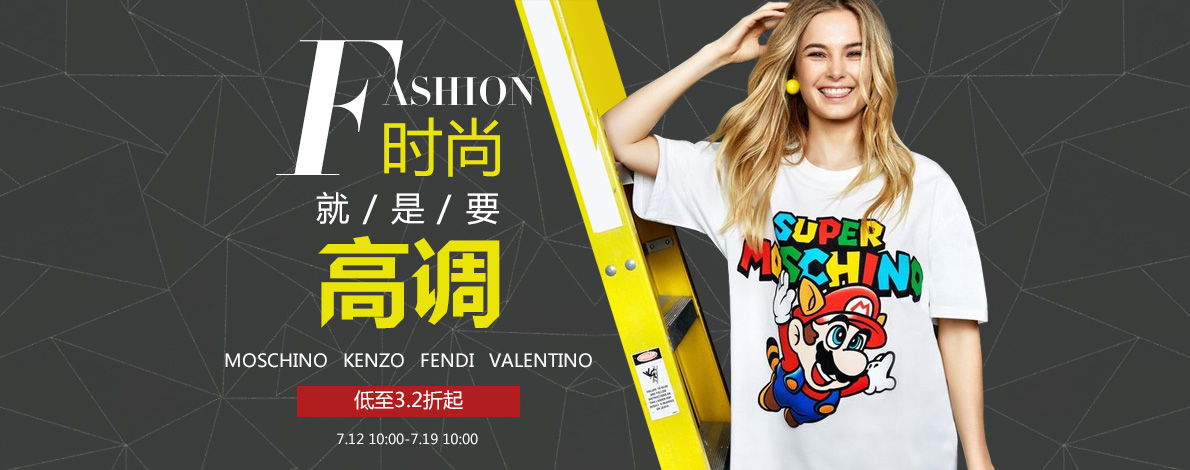 FASHION
时尚
就/是/要
高调
MOSCHINO KENZO FENDI VALENTINO
低至3.2折起
7.12 10:00-7.19 10:00
SUPER
MOSCHINO
M